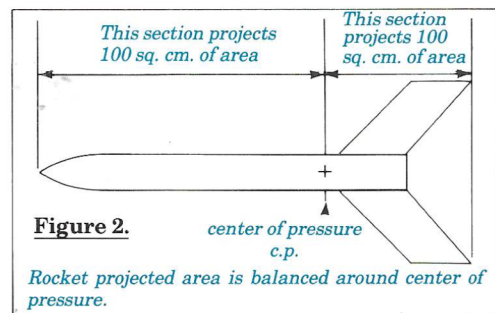 This section projects
100 sq. cm. of area
This section
projects 100
sq. cm. of area
Figure 2.
center of pressure
c.p.
Rocket projected area is balanced around center of
pressure.